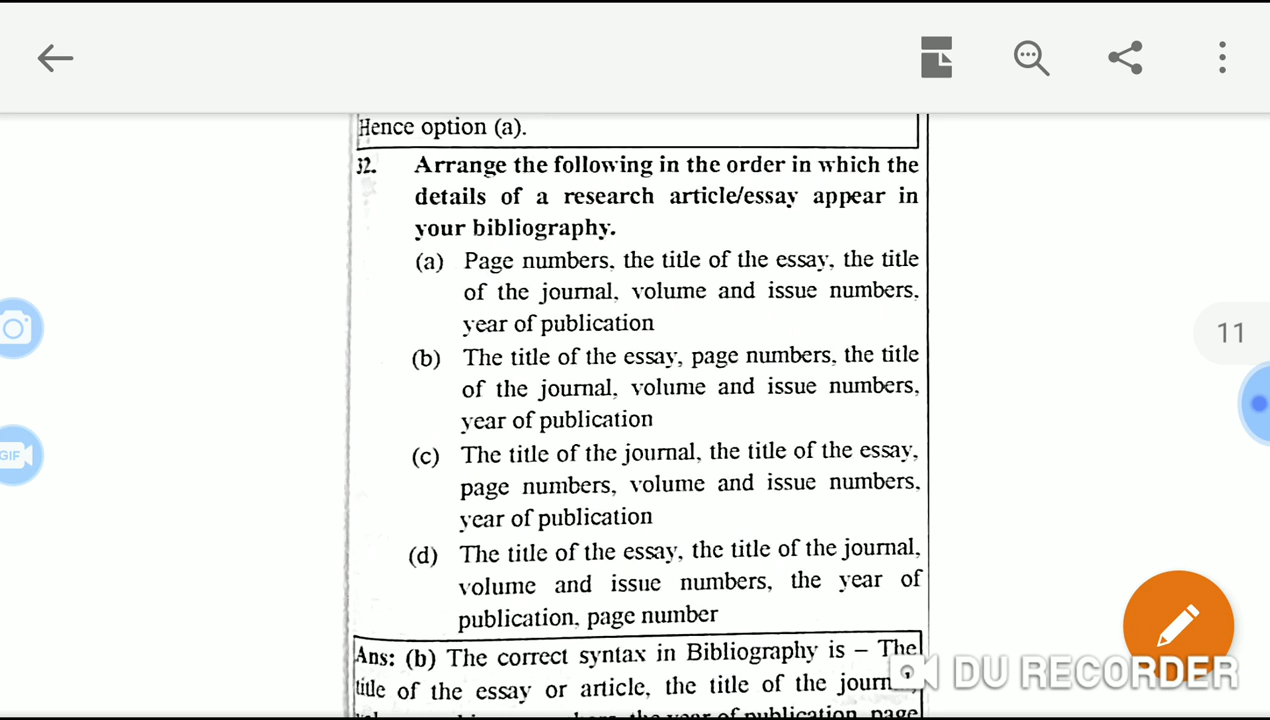 Hence option (a).
32. Arrange the following in the order in which the
details of a research article/essay appear in
your bibliography.
(a) Page numbers, the title of the essay, the title
of the journal, volume and issue numbers,
year of publication
(b) The title of the essay, page numbers, the title
of the journal, volume and issue numbers,
year of publication
(c) The title of the journal, the title of the essay,
page numbers, volume and issue numbers,
year of publication
(d) The title of the essay, the title of the journal,
volume and issue numbers, the year of
publication, page number
Ans: (b) The correct syntax in Bibliography is – The
title of the essay or article, the title of the
the year of publication, page
11
GIF
DU RECORDER